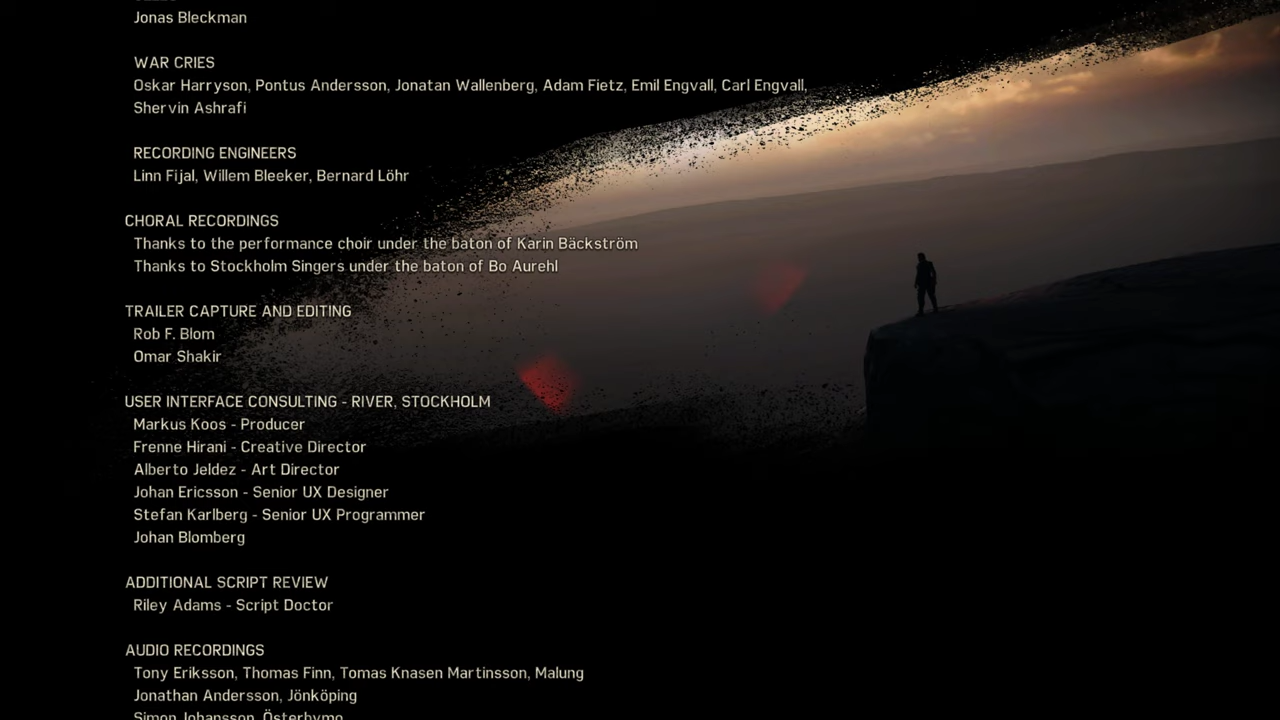 Jonas Bleckman
WAR CRIES
Oskar Harryson, Pontus Andersson, Jonatan Wallenberg, Adam Fietz, Emil Engvall, Carl Engvall,
Shervin Ashrafi
RECORDING ENGINEERS
Linn Fijal, Willem Bleeker, Bernard Löhr
CHORAL RECORDINGS
Thanks to the performance choir under the baton of Karin Bäckström
Thanks to Stockholm Singers under the baton of Bo Aurehl
TRAILER CAPTURE AND EDITING
Rob F. Blom
Omar Shakir
USER INTERFACE CONSULTING - RIVER, STOCKHOLM
Markus Koos - Producer
Frenne Hirani - Creative Director
Alberto Jeldez - Art Director
Johan Ericsson - Senior UX Designer
Stefan Karlberg - Senior UX Programmer
Johan Blomberg
ADDITIONAL SCRIPT REVIEW
Riley Adams - Script Doctor
AUDIO RECORDINGS
Tony Eriksson, Thomas Finn, Tomas Knasen Martinsson, Malung
Jonathan Andersson, Jönköping
Simon Johansson, Österbymo